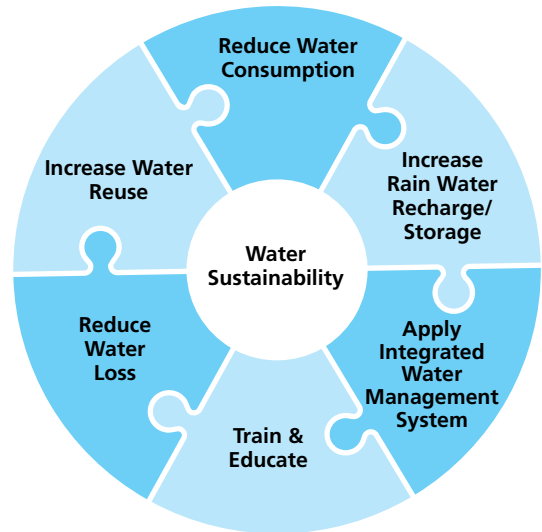 Reduce Water
Consumption
Increase
Rain Water
Recharge/
Storage
Apply
Integrated
Water
Management
System
Train &
Educate
Reduce
Water
Loss
Increase Water
Reuse
Water
Sustainability